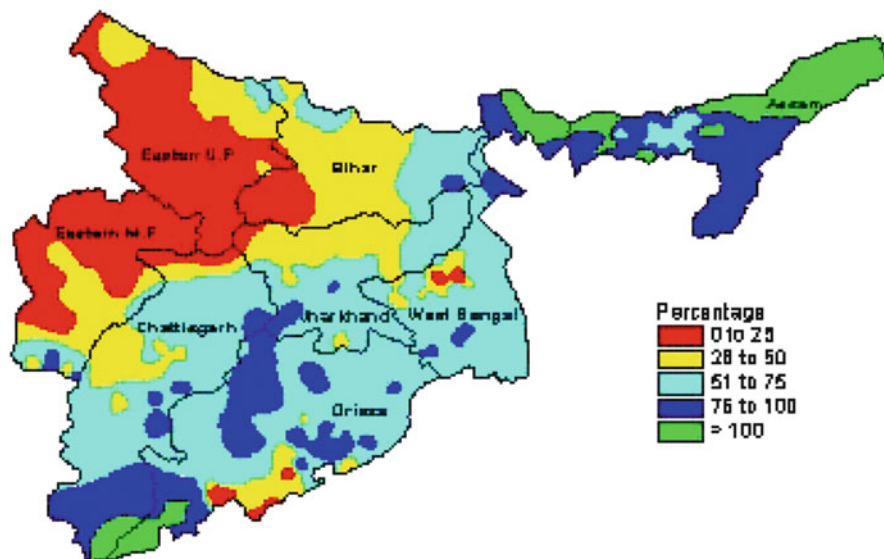 Eastern U.P
Bihar
Assam
Eastern M.P
Chattisgarh
Jharkhand
West Bengal
Orissa
Percentage
0 to 25
26 to 50
51 to 75
76 to 100
> 100